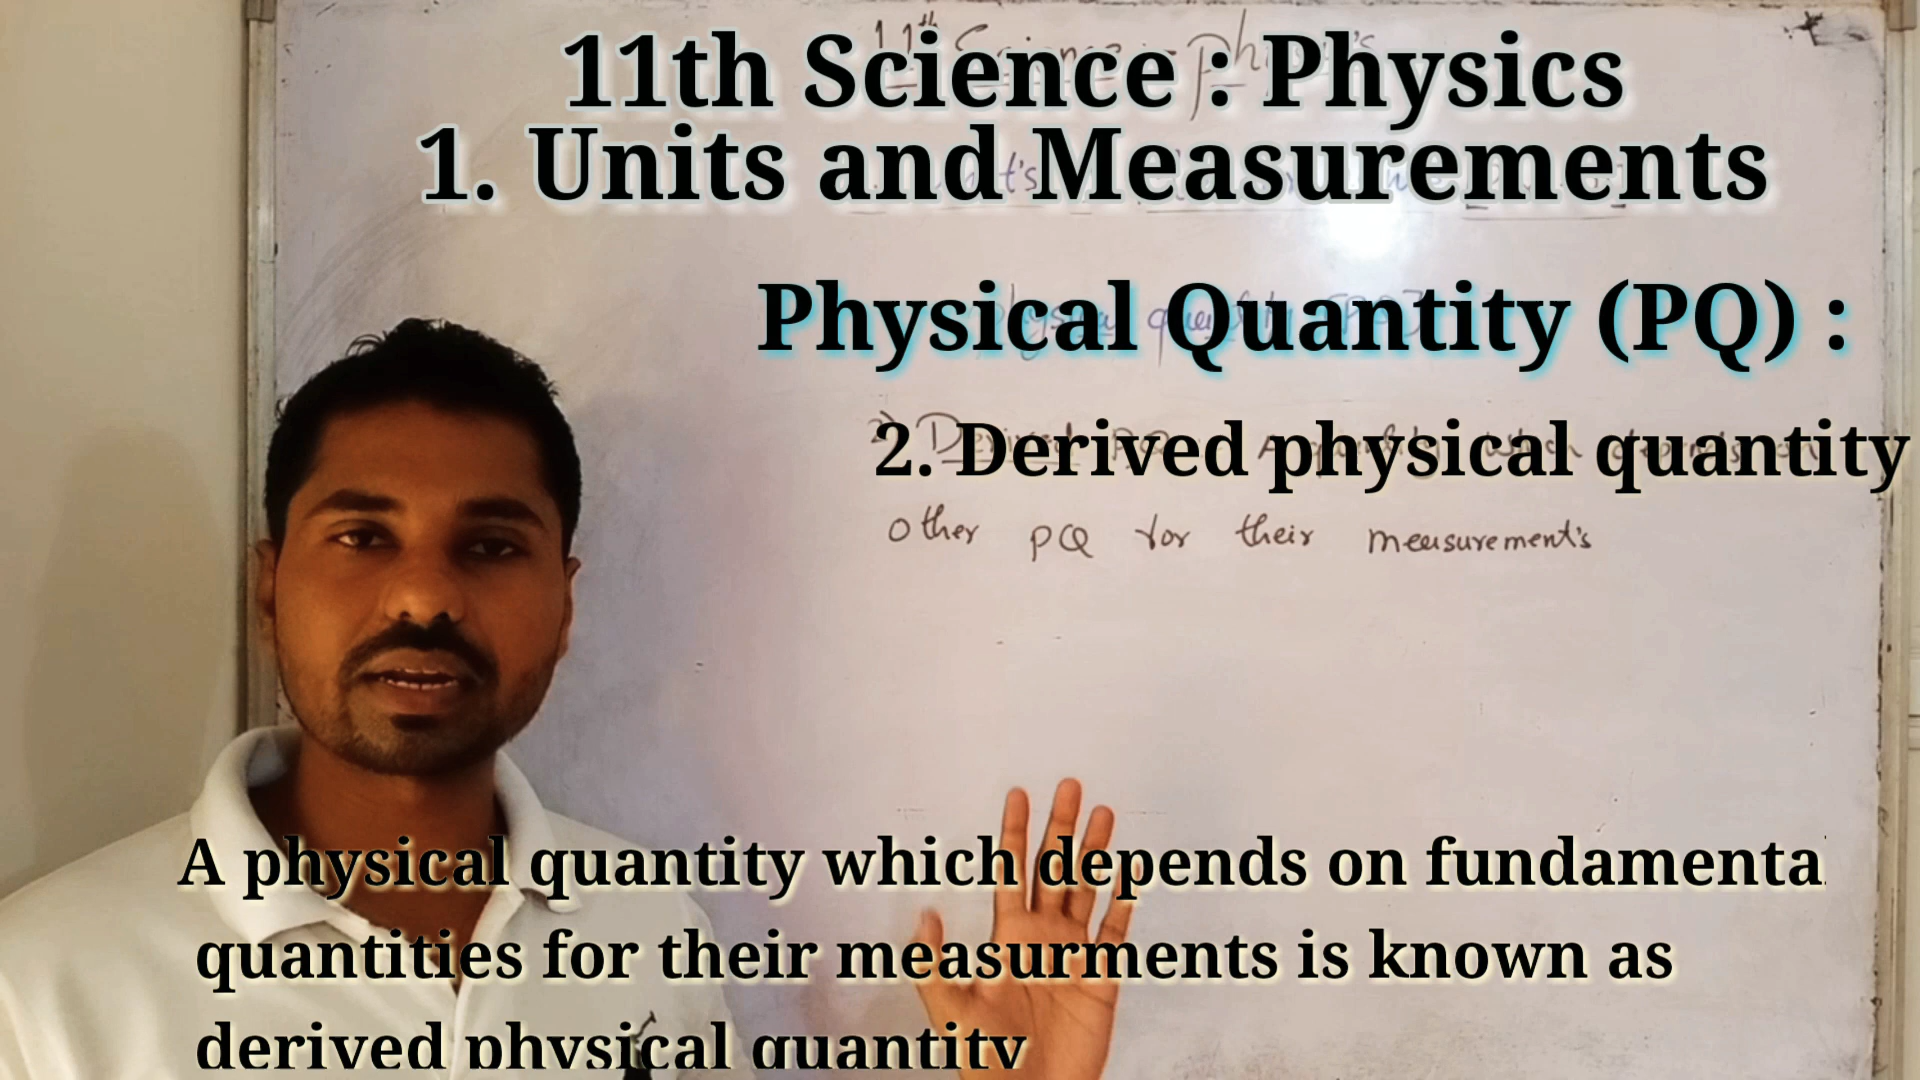 11th Science : Physics
1. Units and Measurements
Physical Quantity (PQ) :
2. Derived physical quantity
other PQ for their measurement's
A physical quantity which depends on fundamental
quantities for their measurments is known as
derived physical quantity